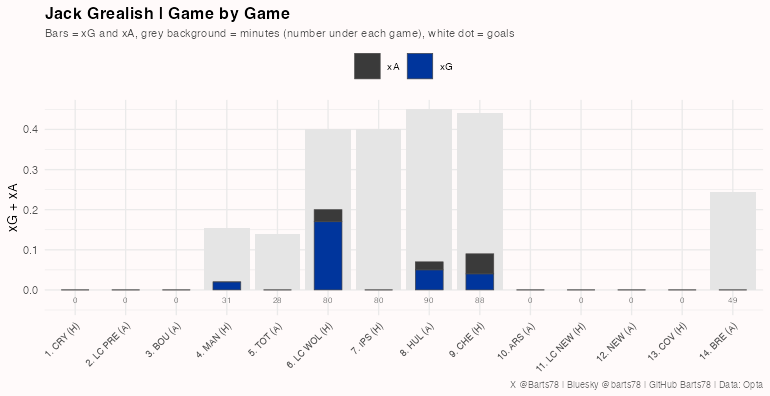 Jack Grealish | Game by Game
Bars = xG and xA, grey background = minutes (number under each game), white dot = goals
xA xG
xG + xA
0.4
0.3
0.2
0.1
0.0
0 0 0 31 28 80 80 90 88 0 0 0 0 49
1. CRY (H)
2. LC PRE (A)
3. BOU (A)
4. MAN (H)
5. TOT (A)
6. LC WOL (H)
7. IPS (H)
8. HUL (A)
9. CHE (H)
10. ARS (A)
11. LC NEW (H)
12. NEW (A)
13. COV (H)
14. BRE (A)
X @Barts78 | Bluesky @barts78 | GitHub Barts78 | Data: Opta